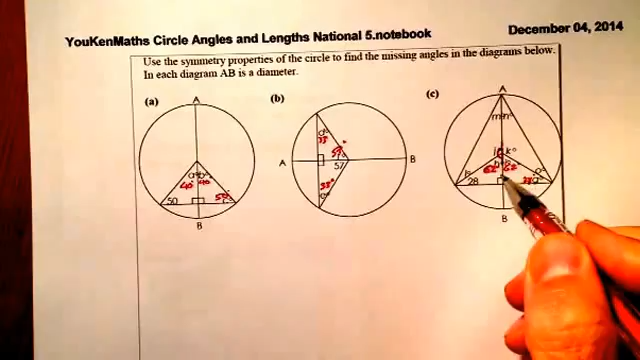 YouKenMaths Circle Angles and Lengths National 5.notebook
December 04, 2014
Use the symmetry properties of the circle to find the missing angles in the diagrams below.
In each diagram AB is a diameter.
(a)
(b)
(c)
A
a° b°
40° 40
50
50°
B
A
B
33
57
A
m° n°
k°
62 62
28
B